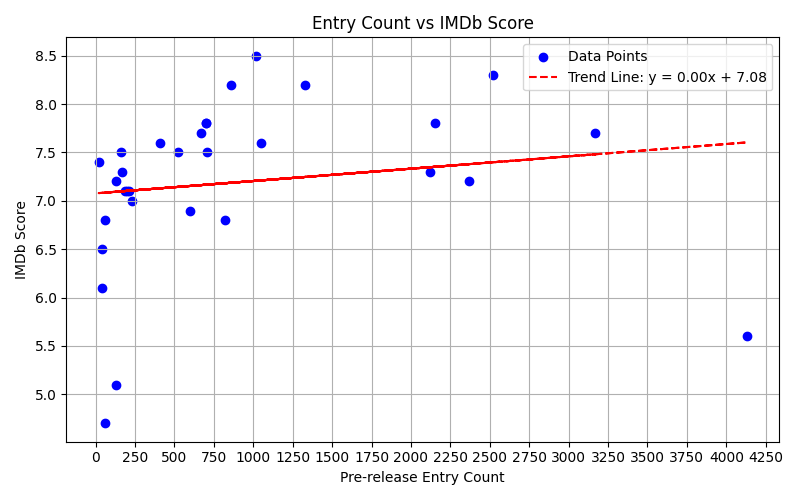 Entry Count vs IMDb Score
Data Points
Trend Line: y = 0.00x + 7.08
IMDb Score
8.5
8.0
7.5
7.0
6.5
6.0
5.5
5.0
0 250 500 750 1000 1250 1500 1750 2000 2250 2500 2750 3000 3250 3500 3750 4000 4250
Pre-release Entry Count